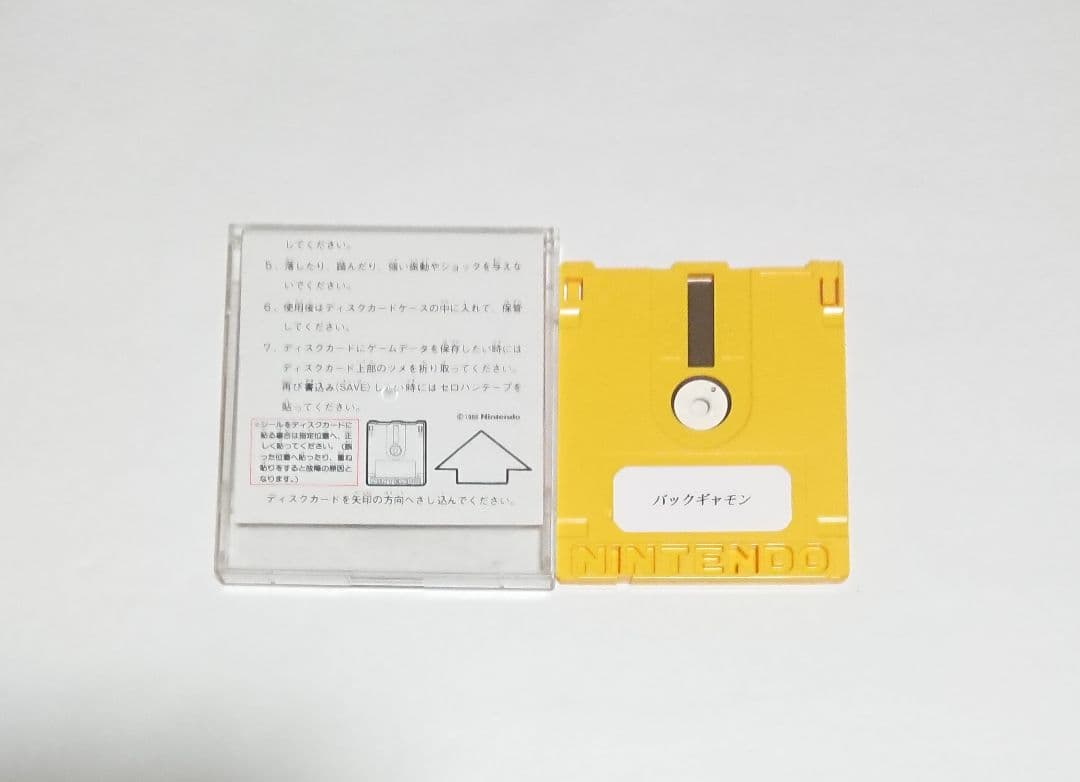 してください。
5. 落したり、踏んだり、強い振動やショックを与えな
いでください。
6. 使用後はディスクカードケースの中に入れて、保管
してください。
7. ディスクカードにゲームデータを保存したい時には
ディスクカード上部のツメを折り取ってください。
再び書込み(SAVE)したい時にはセロハンテープを
貼ってください。
©1986 Nintendo
※シールをディスクカードに
貼る場合は指定位置へ、正
しく貼ってください。(誤
った位置へ貼ったり、重ね
貼りをすると故障の原因と
なります。)
ディスクカードを矢印の方向へさし込んでください。
バックギャモン
NINTENDO